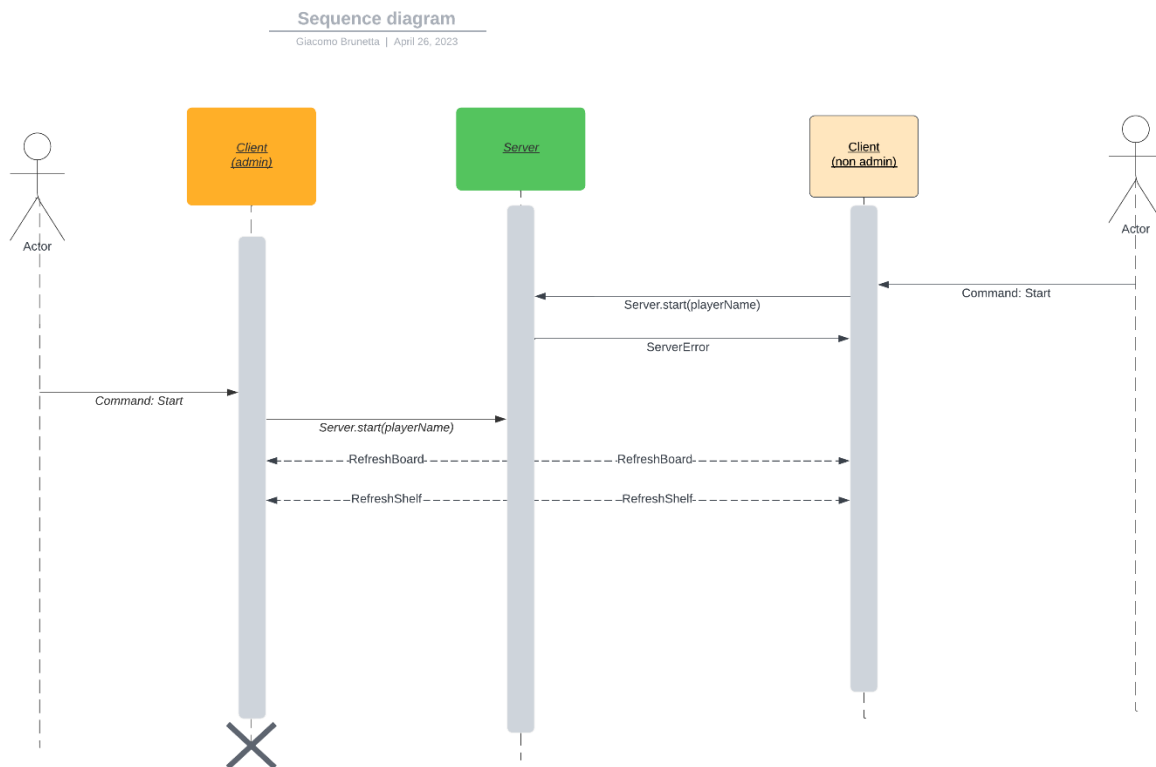 Sequence diagram
Giacomo Brunetta | April 26, 2023
Client
(admin)
Server
Client
(non admin)
Actor
Actor
Command: Start
Server.start(playerName)
ServerError
Command: Start
Server.start(playerName)
RefreshBoard
RefreshBoard
RefreshShelf
RefreshShelf